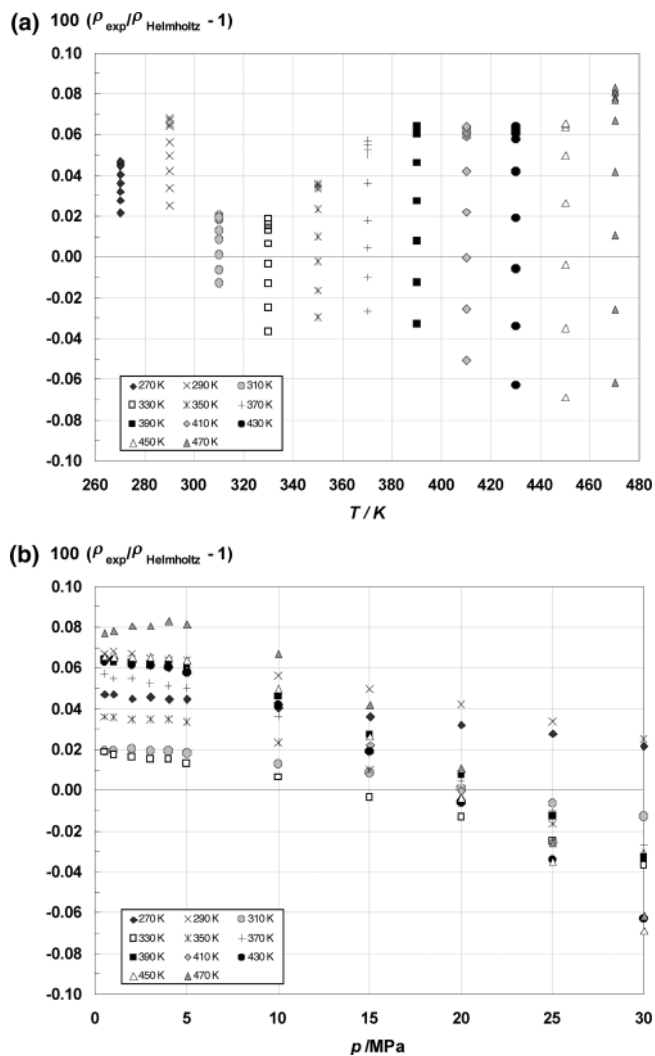 (a) 100 (ρexp/ρHelmholtz - 1)
0.10
0.08
0.06
0.04
0.02
0.00
-0.02
-0.04
-0.06
-0.08
-0.10
270 K 290 K 310 K
330 K 350 K 370 K
390 K 410 K 430 K
450 K 470 K
260 280 300 320 340 360 380 400 420 440 460 480
T / K
(b) 100 (ρexp/ρHelmholtz - 1)
0.10
0.08
0.06
0.04
0.02
0.00
-0.02
-0.04
-0.06
-0.08
-0.10
270 K 290 K 310 K
330 K 350 K 370 K
390 K 410 K 430 K
450 K 470 K
0 5 10 15 20 25 30
p /MPa